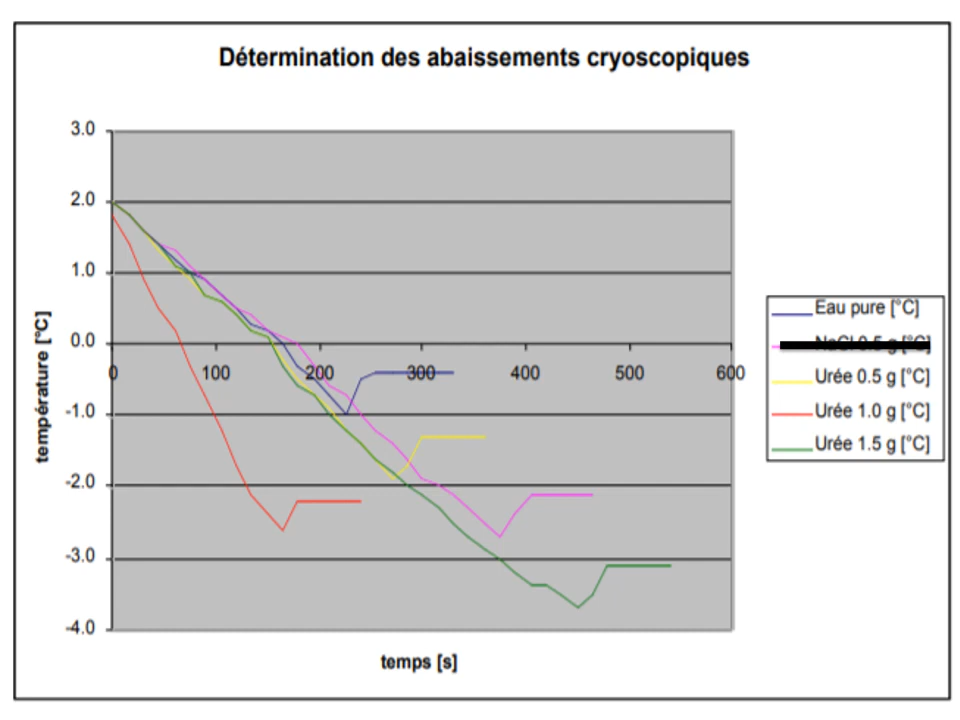 Détermination des abaissements cryoscopiques
3.0
2.0
1.0
0.0
-1.0
-2.0
-3.0
-4.0
0 100 200 300 400 500 600
température [°C]
temps [s]
Eau pure [°C]
Urée 0.5 g [°C]
Urée 1.0 g [°C]
Urée 1.5 g [°C]